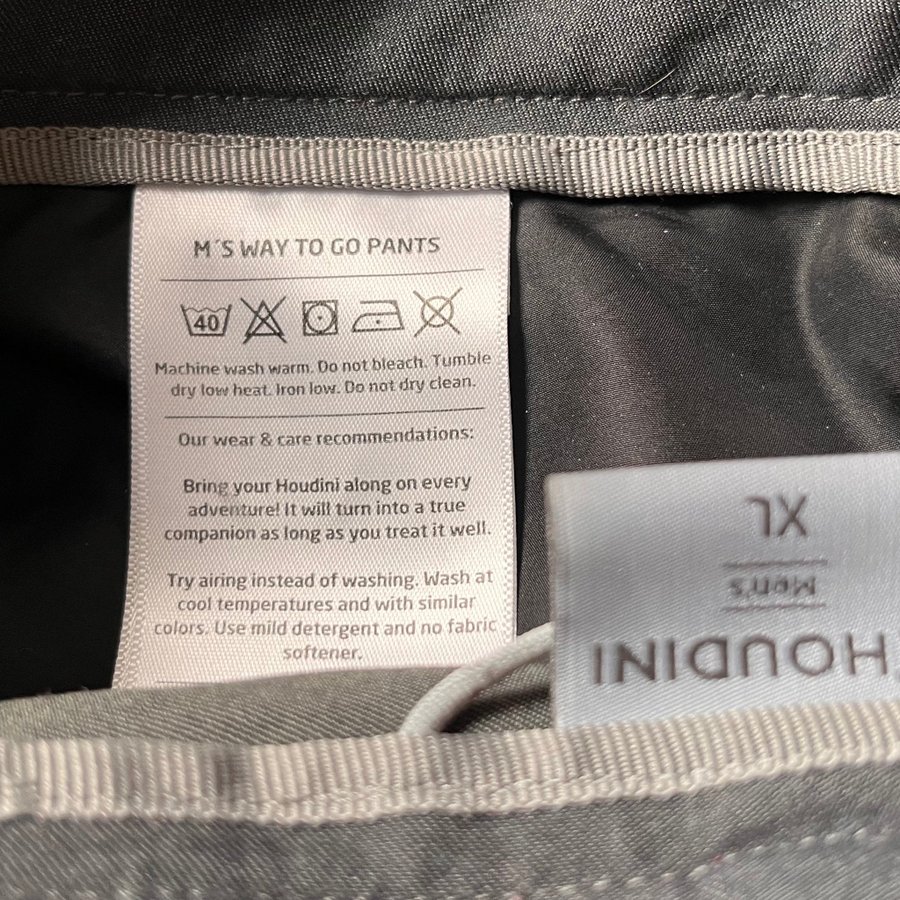 M´S WAY TO GO PANTS
40
Machine wash warm. Do not bleach. Tumble
dry low heat. Iron low. Do not dry clean.
Our wear & care recommendations:
Bring your Houdini along on every
adventure! It will turn into a true
companion as long as you treat it well.
Try airing instead of washing. Wash at
cool temperatures and with similar
colors. Use mild detergent and no fabric
softener.
HOUDINI
Men's
XL